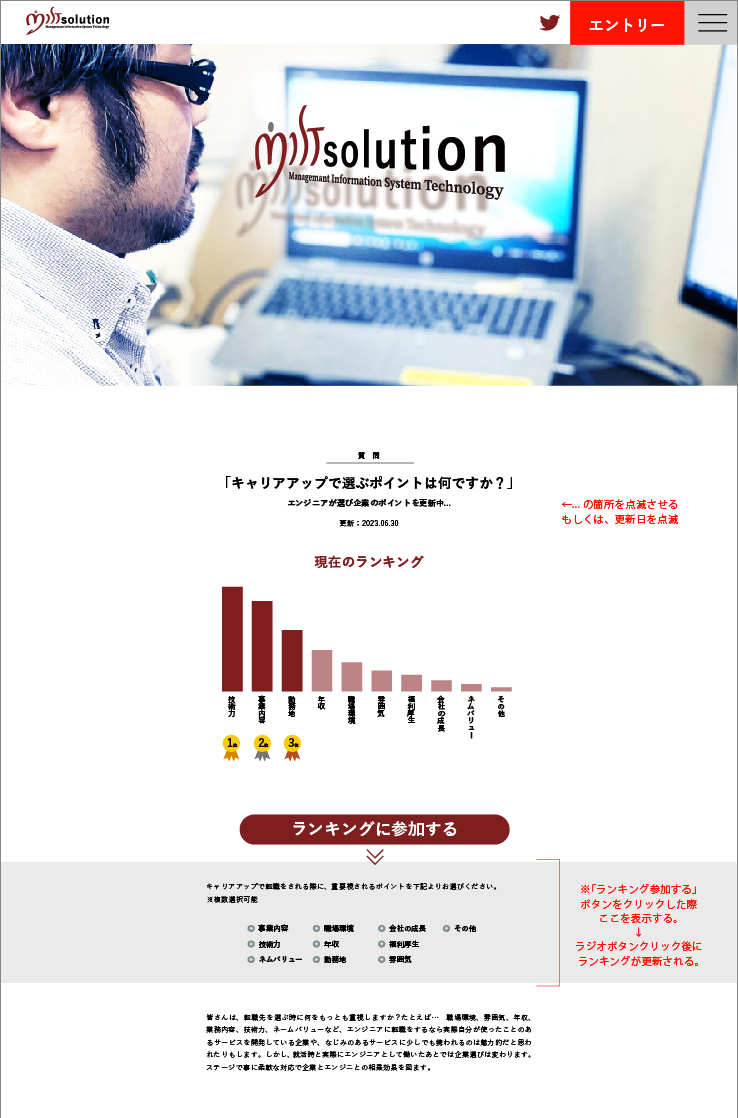 MIST solution
Managemant Information System Technology
エントリー
MIST solution
Managemant Information System Technology
質 問
「キャリアアップで選ぶポイントは何ですか？」
エンジニアが選び企業のポイントを更新中...
更新：2023.06.30
←... の箇所を点滅させる
もしくは、更新日を点滅
現在のランキング
技術力
事業内容
勤務地
年収
職場環境
雰囲気
福利厚生
会社の成長
ネムバリュー
その他
1位
2位
3位
ランキングに参加する
キャリアアップで転職をされる際に、重要視されるポイントを下記よりお選びください。
※複数選択可能
事業内容 職場環境 会社の成長 その他
技術力 年収 福利厚生
ネムバリュー 勤務地 雰囲気
※「ランキング参加する」
ボタンをクリックした際
ここを表示する。
↓
ラジオボタンクリック後に
ランキングが更新される。
皆さんは、転職先を選ぶ時に何をもっとも重視しますか？たとえば… 職場環境、雰囲気、年収、
業務内容、技術力、ネームバリューなど、エンジニアに転職をするなら実際自分が使ったことのあ
るサービスを開発している企業や、なじみのあるサービスに少しでも携われるのは魅力的だと思わ
れたりもします。しかし、就活時と実際にエンジニアとして働いたあとでは企業選びは変わります。
ステージで事に柔軟な対応で企業とエンジニとの相乗効果を図ます。